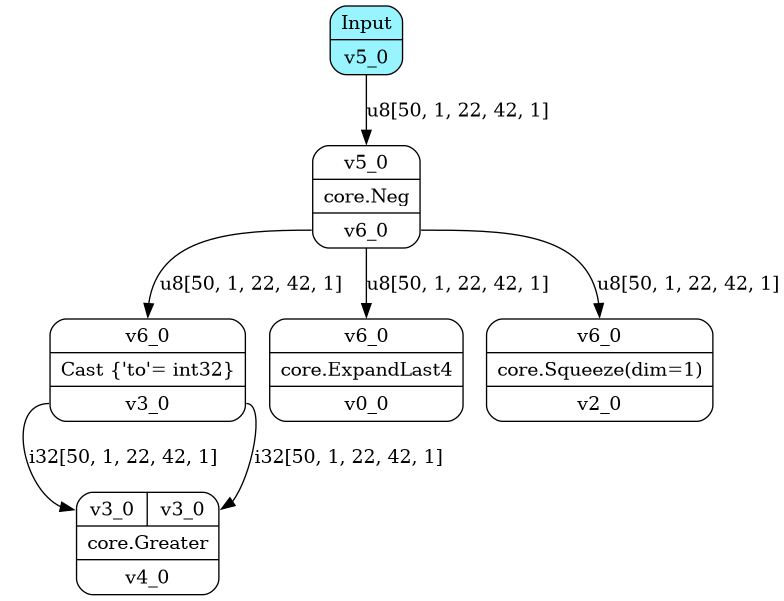 Input
v5_0
u8[50, 1, 22, 42, 1]
v5_0
core.Neg
v6_0
u8[50, 1, 22, 42, 1] u8[50, 1, 22, 42, 1] u8[50, 1, 22, 42, 1]
v6_0 v6_0 v6_0
Cast {'to'= int32} core.ExpandLast4 core.Squeeze(dim=1)
v3_0 v0_0 v2_0
i32[50, 1, 22, 42, 1] i32[50, 1, 22, 42, 1]
v3_0 v3_0
core.Greater
v4_0